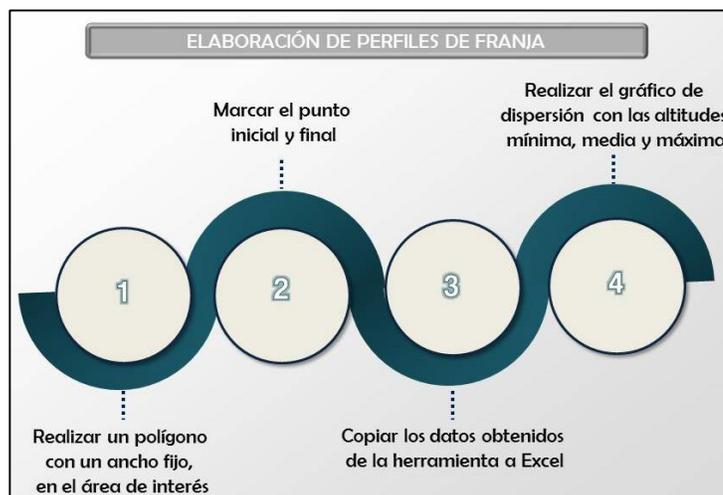 ELABORACIÓN DE PERFILES DE FRANJA
1
Realizar un polígono
con un ancho fijo,
en el área de interés
2
Marcar el punto
inicial y final
3
Copiar los datos obtenidos
de la herramienta a Excel
4
Realizar el gráfico de
dispersión con las altitudes
mínima, media y máxima